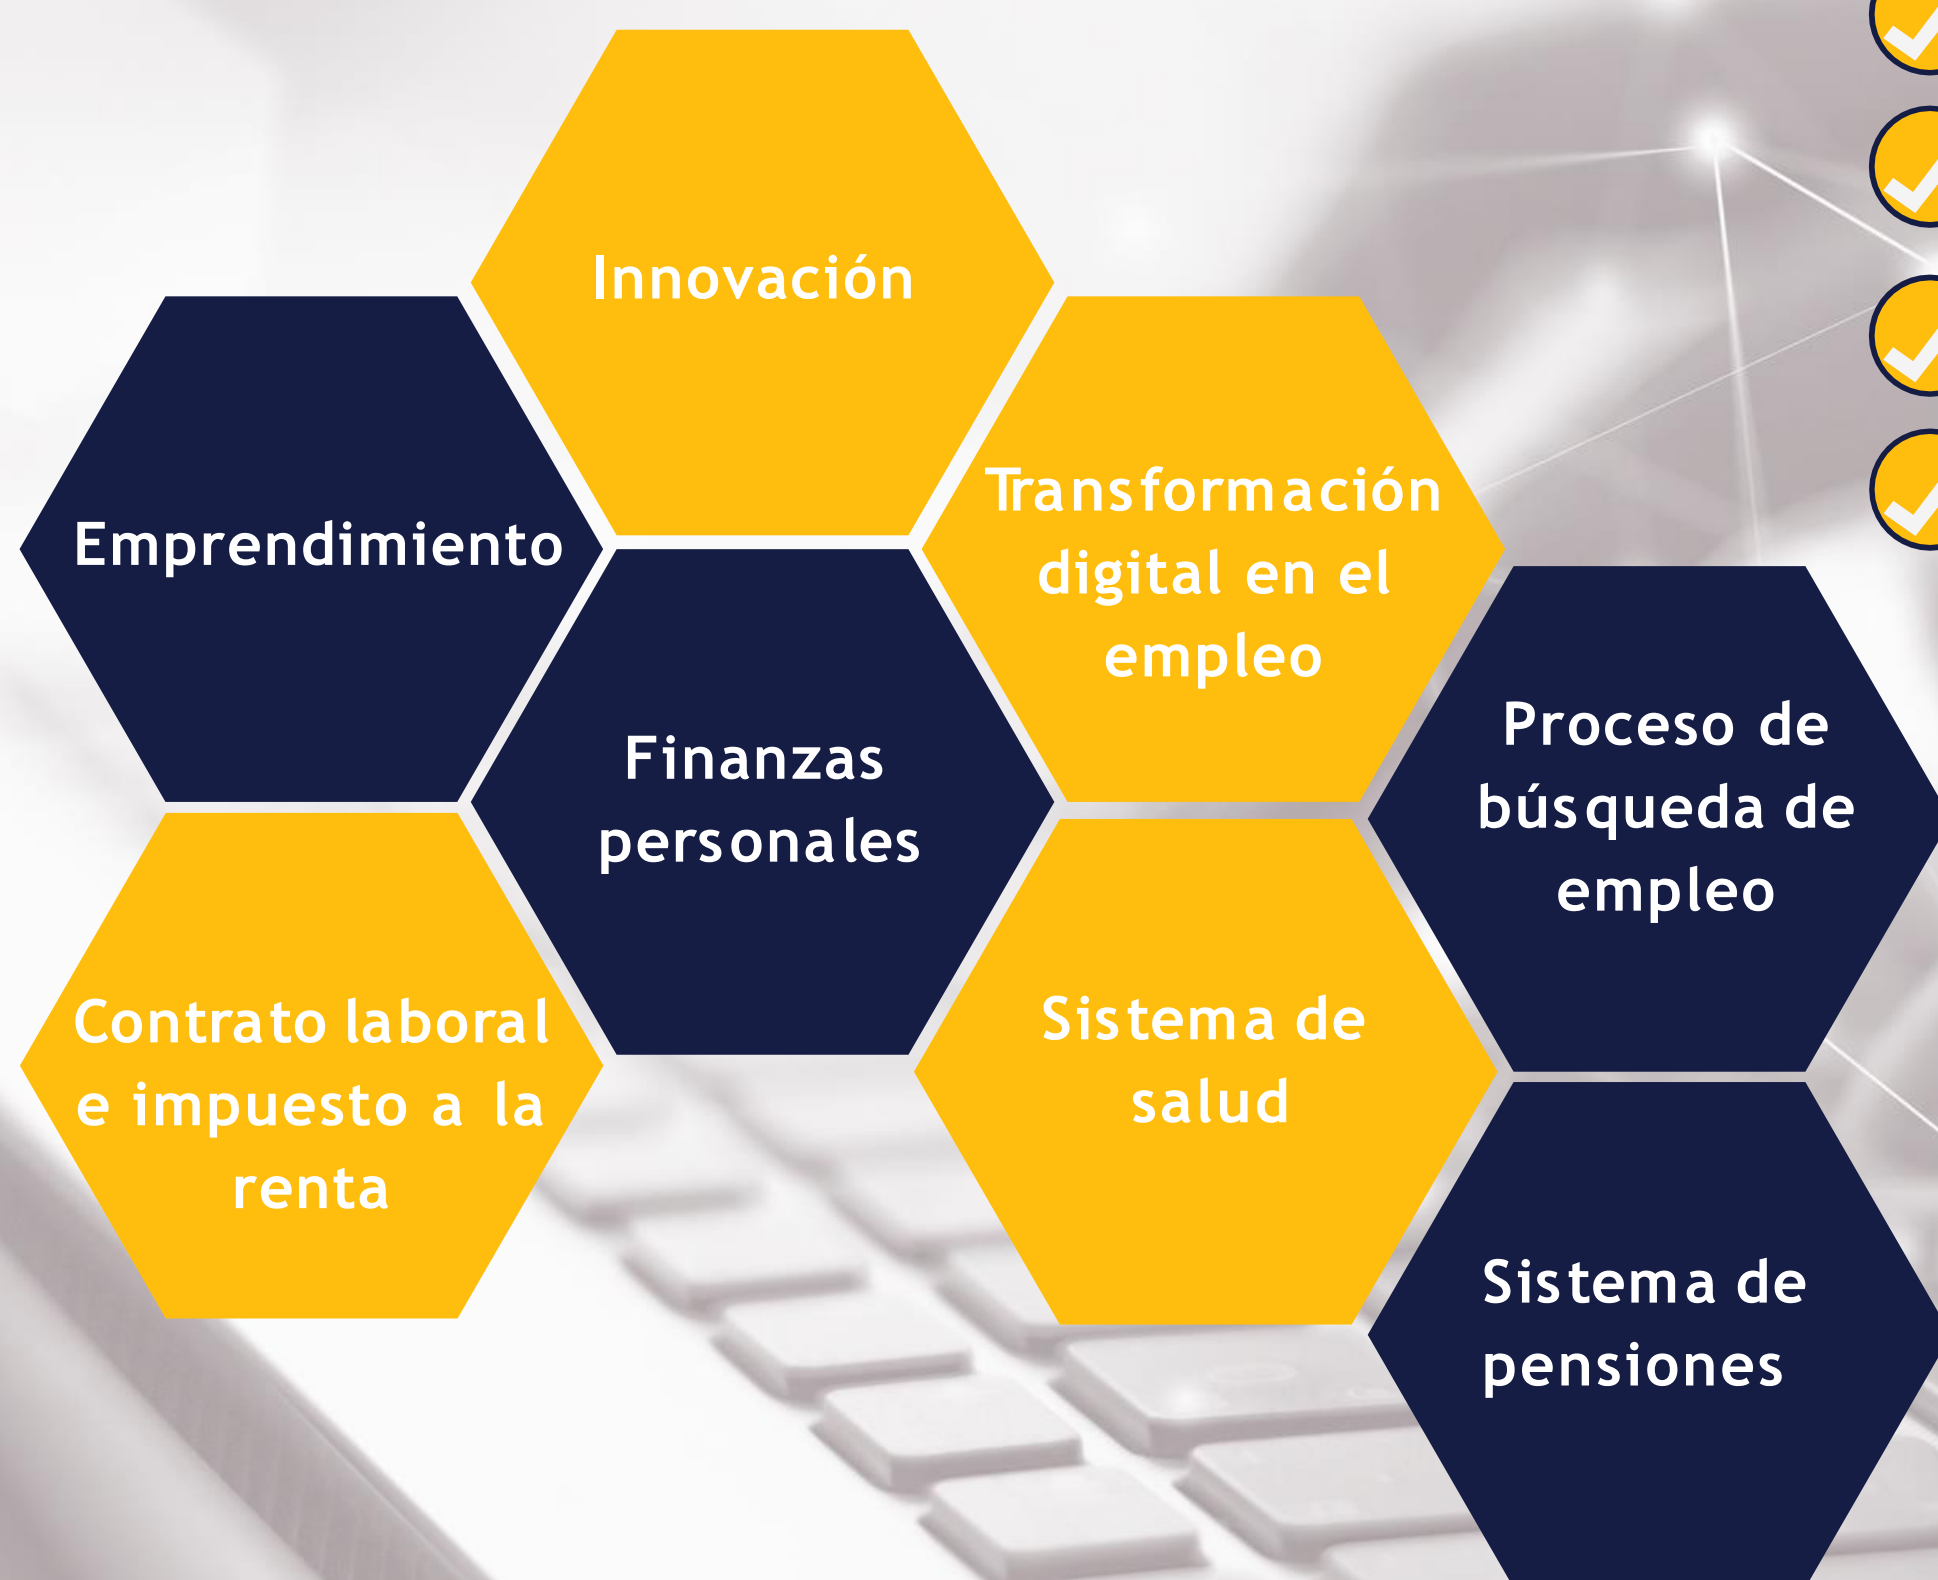 Innovación
Emprendimiento
Transformación
digital en el
empleo
Finanzas
personales
Proceso de
búsqueda de
empleo
Contrato laboral
e impuesto a la
renta
Sistema de
salud
Sistema de
pensiones